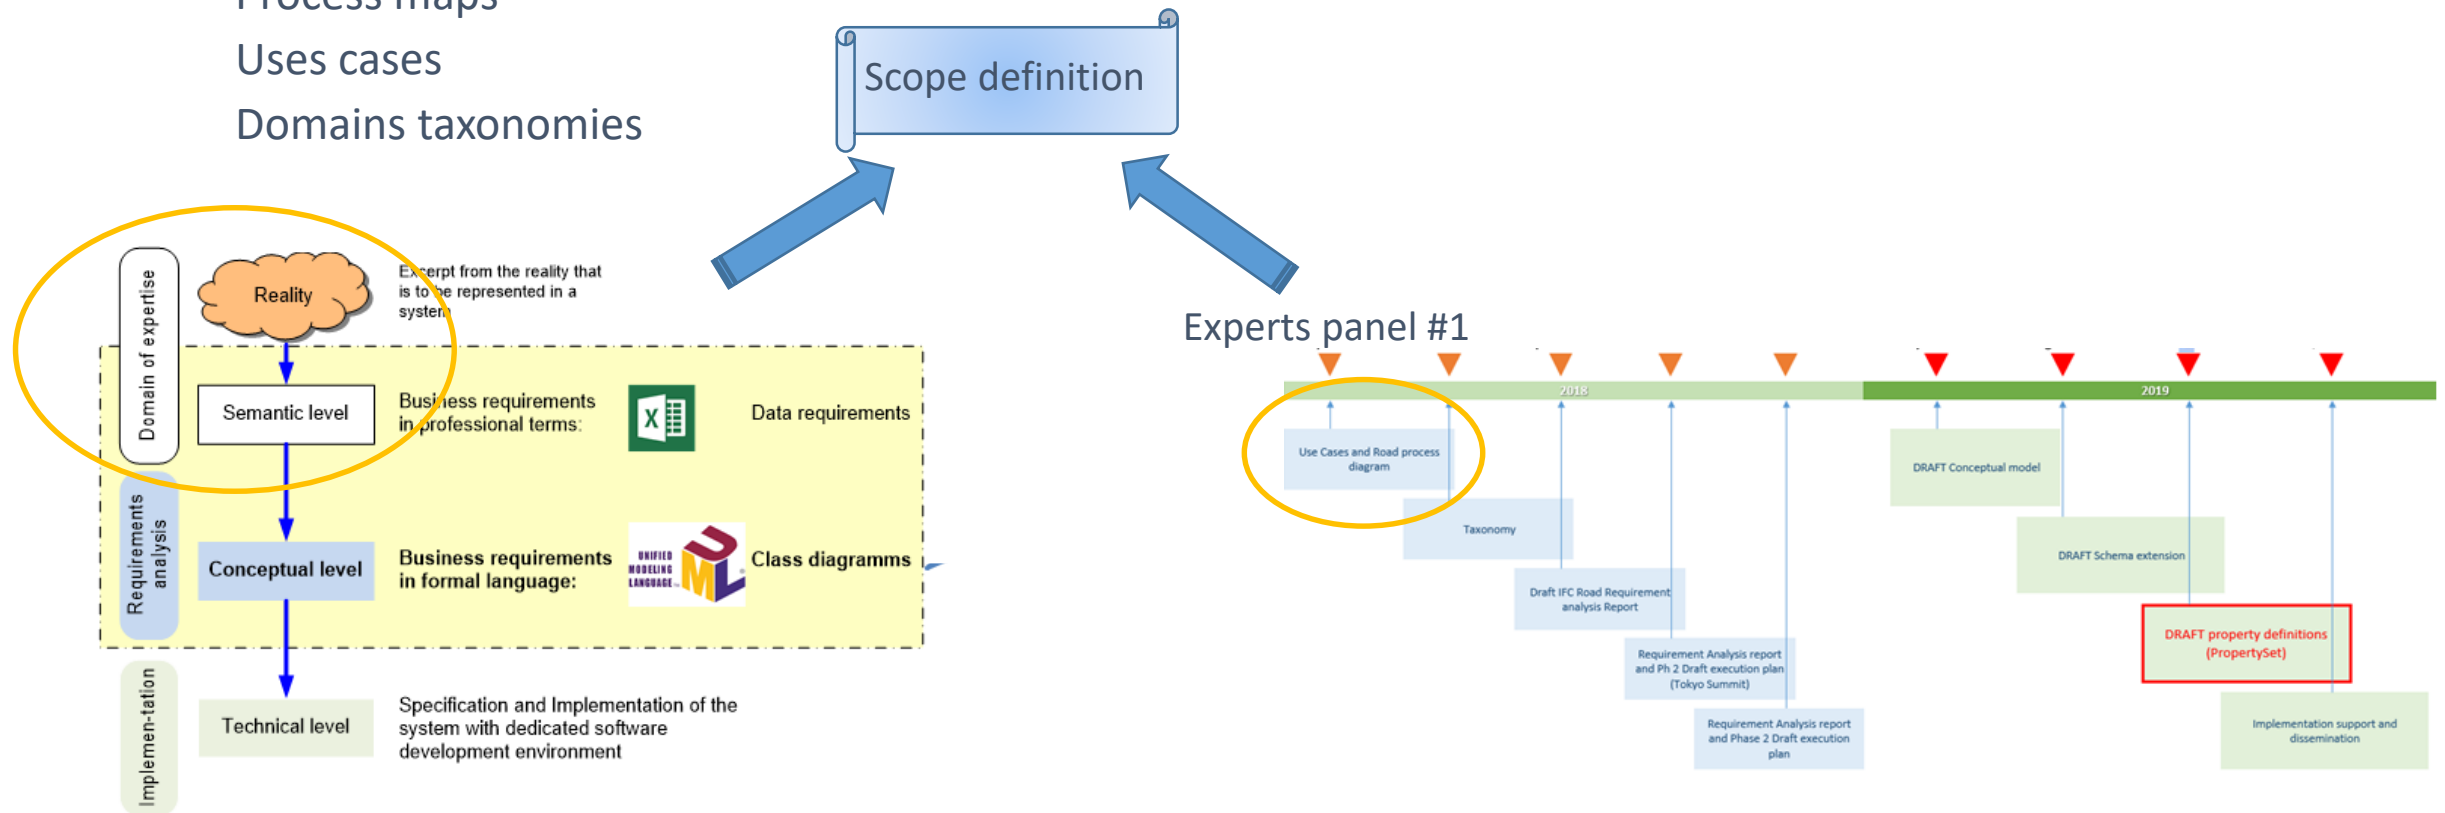 Process maps
Uses cases
Domains taxonomies
Scope definition
Domain of expertise
Reality
Excerpt from the reality that
is to be represented in a
system
Semantic level
Business requirements
in professional terms:
X
Data requirements
Requirements
analysis
Conceptual level
Business requirements
in formal language:
UNIFIED
MODELING
LANGUAGE
UML
Class diagramms
Implemen-tation
Technical level
Specification and Implementation of the
system with dedicated software
development environment
Experts panel #1
2018
2019
Use Cases and Road process
diagram
Taxonomy
Draft IFC Road Requirement
analysis Report
Requirement Analysis report
and Ph 2 Draft execution plan
(Tokyo Summit)
Requirement Analysis report
and Phase 2 Draft execution
plan
DRAFT Conceptual model
DRAFT Schema extension
DRAFT property definitions
(PropertySet)
Implementation support and
dissemination